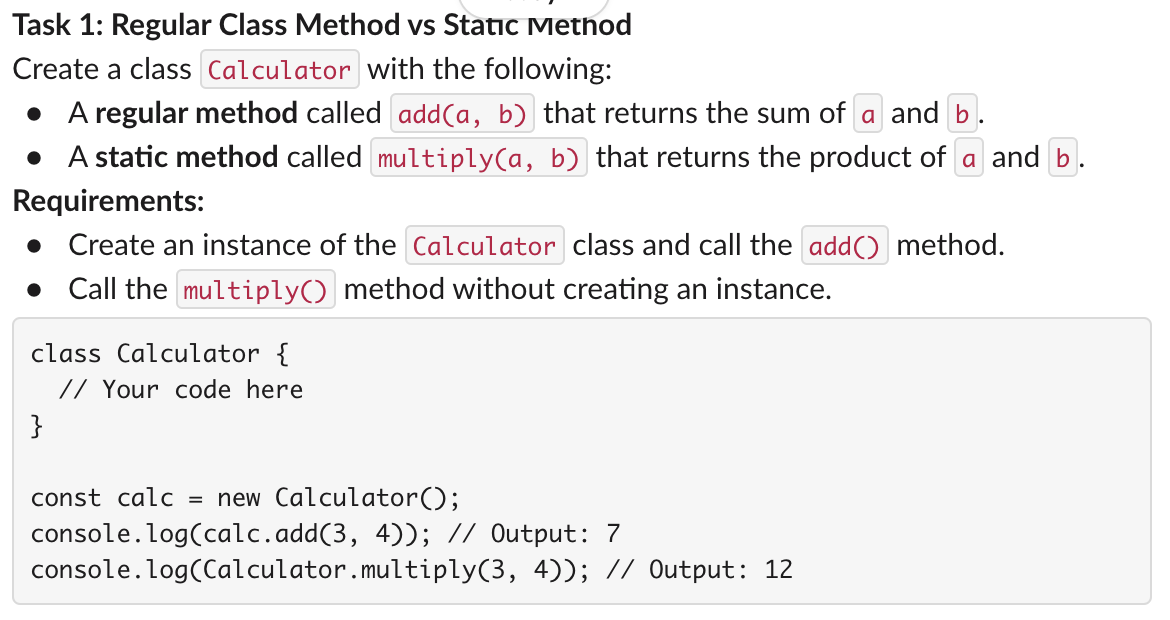 Task 1: Regular Class Method vs Static Method
Create a class Calculator with the following:
● A regular method called add(a, b) that returns the sum of a and b.
● A static method called multiply(a, b) that returns the product of a and b.
Requirements:
● Create an instance of the Calculator class and call the add() method.
● Call the multiply() method without creating an instance.
class Calculator {
  // Your code here
}
const calc = new Calculator();
console.log(calc.add(3, 4)); // Output: 7
console.log(Calculator.multiply(3, 4)); // Output: 12